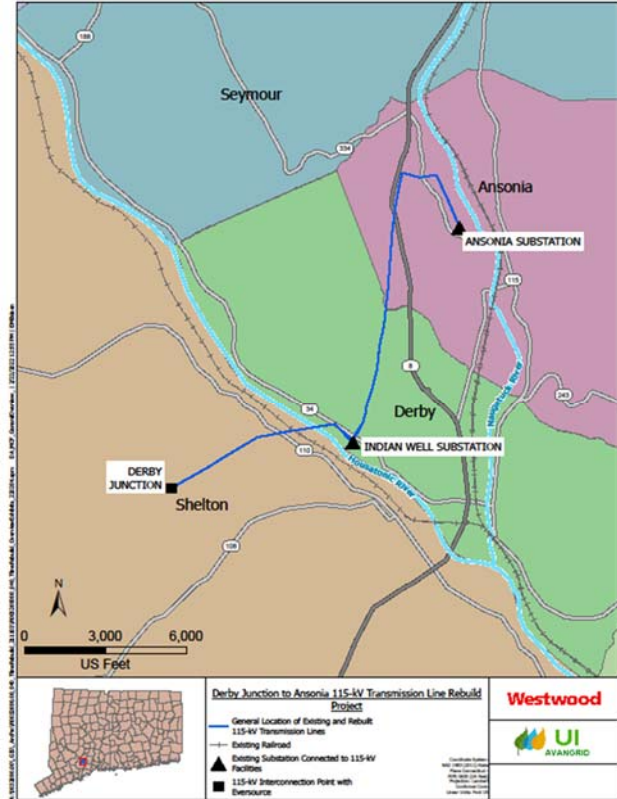 188
Seymour
334
Ansonia
ANSONIA SUBSTATION
115
8
243
34
Derby
Naugatuck River
INDIAN WELL SUBSTATION
110
Housatonic River
DERBY
JUNCTION
Shelton
108
N
0 3,000 6,000
US Feet
Derby Junction to Ansonia 115-kV Transmission Line Rebuild
Project
General Location of Existing and Rebuilt
115-kV Transmission Lines
Existing Railroad
Existing Substation Connected to 115-kV
Facilities
115-kV Interconnection Point with
Eversource
Westwood
UI
AVANGRID